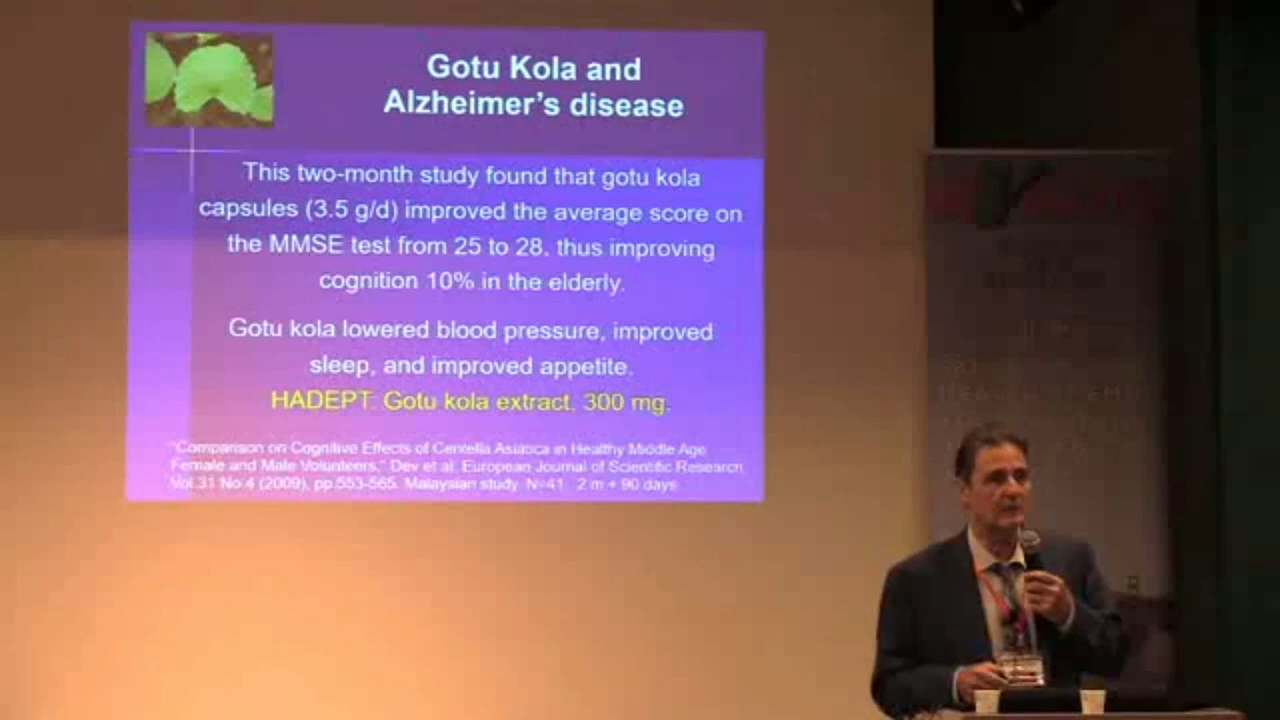 Gotu Kola and
Alzheimer's disease
This two-month study found that gotu kola
capsules (3.5 g/d) improved the average score on
the MMSE test from 25 to 28, thus improving
cognition 10% in the elderly.
Gotu kola lowered blood pressure, improved
sleep, and improved appetite.
HADEPT: Gotu kola extract, 300 mg.
"Comparison on Cognitive Effects of Centella Asiatica in Healthy Middle Age
Female and Male Volunteers," Dev et al. European Journal of Scientific Research
Vol.31 No.4 (2009), pp.553-565. Malaysian study. N=41 2 m + 90 days